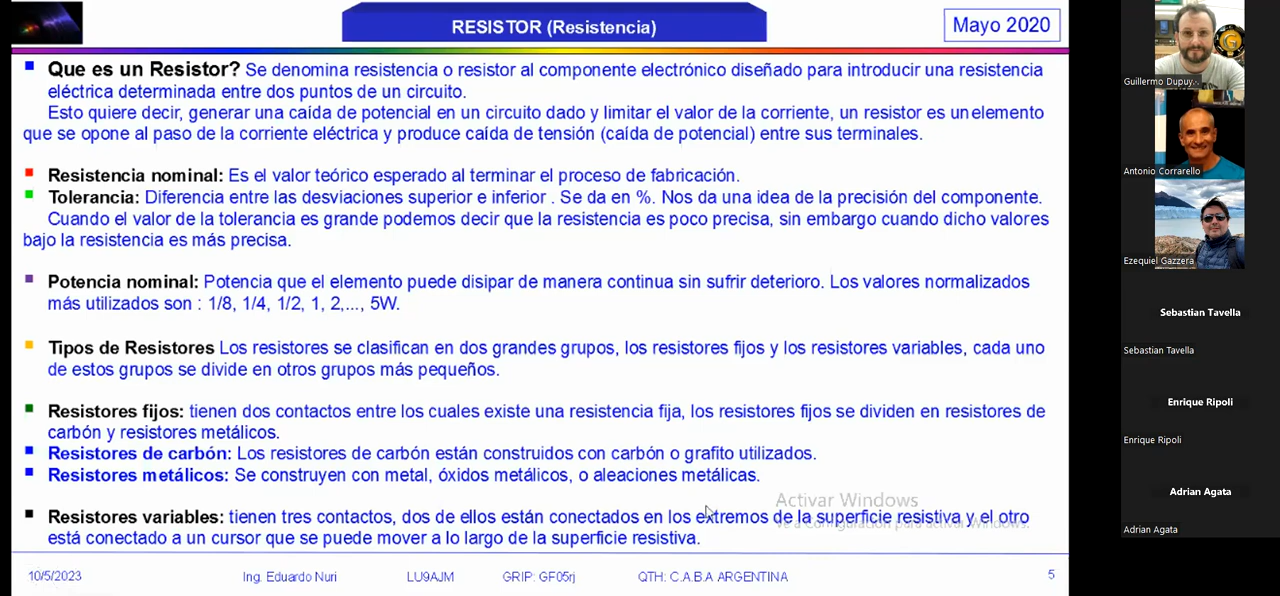 RESISTOR (Resistencia)
Mayo 2020
Que es un Resistor? Se denomina resistencia o resistor al componente electrónico diseñado para introducir una resistencia
eléctrica determinada entre dos puntos de un circuito.
Esto quiere decir, generar una caída de potencial en un circuito dado y limitar el valor de la corriente, un resistor es un elemento
que se opone al paso de la corriente eléctrica y produce caída de tensión (caída de potencial) entre sus terminales.
Resistencia nominal: Es el valor teórico esperado al terminar el proceso de fabricación.
Tolerancia: Diferencia entre las desviaciones superior e inferior . Se da en %. Nos da una idea de la precisión del componente.
Cuando el valor de la tolerancia es grande podemos decir que la resistencia es poco precisa, sin embargo cuando dicho valores
bajo la resistencia es más precisa.
Potencia nominal: Potencia que el elemento puede disipar de manera continua sin sufrir deterioro. Los valores normalizados
más utilizados son : 1/8, 1/4, 1/2, 1, 2,..., 5W.
Tipos de Resistores Los resistores se clasifican en dos grandes grupos, los resistores fijos y los resistores variables, cada uno
de estos grupos se divide en otros grupos más pequeños.
Resistores fijos: tienen dos contactos entre los cuales existe una resistencia fija, los resistores fijos se dividen en resistores de
carbón y resistores metálicos.
Resistores de carbón: Los resistores de carbón están construidos con carbón o grafito utilizados.
Resistores metálicos: Se construyen con metal, óxidos metálicos, o aleaciones metálicas.
Activar Windows
Ve a Configuración para activar Windows.
Resistores variables: tienen tres contactos, dos de ellos están conectados en los extremos de la superficie resistiva y el otro
está conectado a un cursor que se puede mover a lo largo de la superficie resistiva.
10/5/2023
Ing. Eduardo Nuri
LU9AJM
GRIP: GF05rj
QTH: C.A.B.A ARGENTINA
5
Guillermo Dupuy...
Antonio Corrarello
Ezequiel Gazzera
Sebastian Tavella
Sebastian Tavella
Enrique Ripoli
Enrique Ripoli
Adrian Agata
Adrian Agata